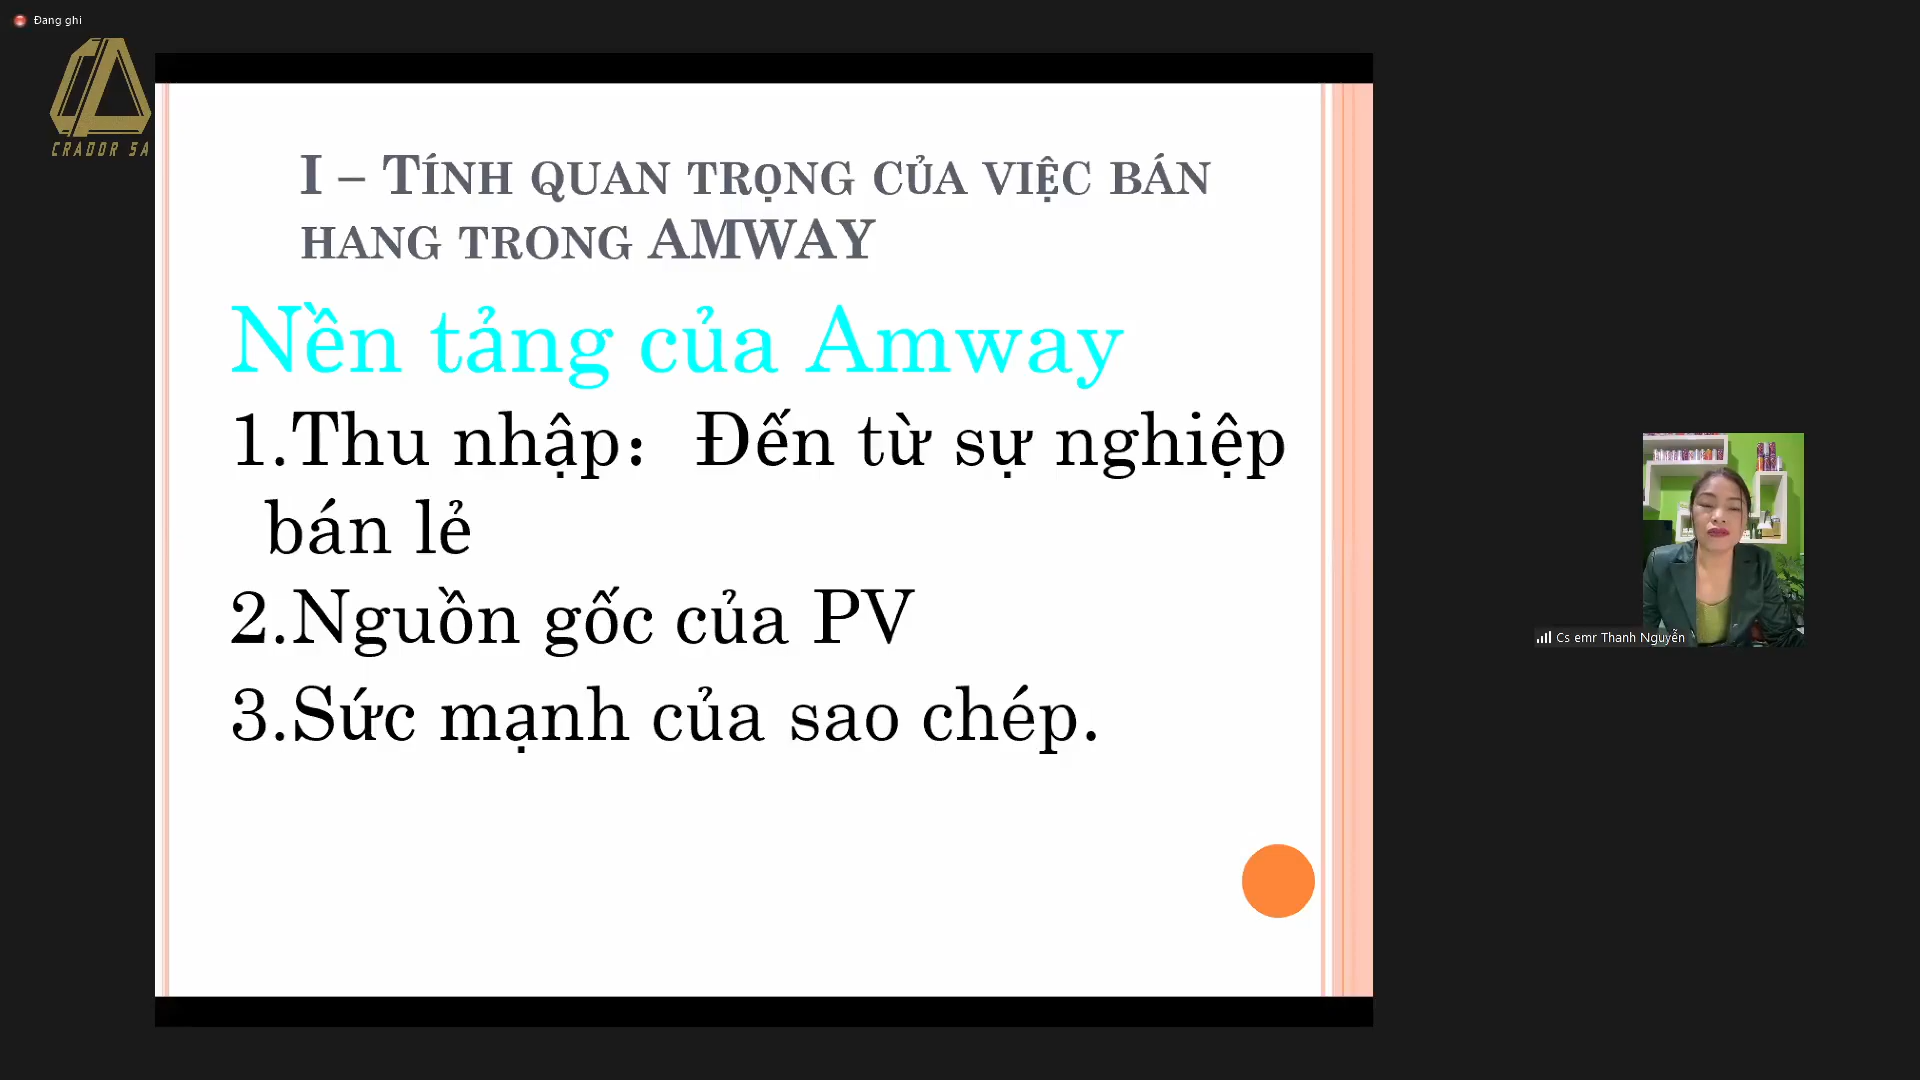 Đang ghi
CRADOR SA
I – TÍNH QUAN TRỌNG CỦA VIỆC BÁN
HANG TRONG AMWAY
Nền tảng của Amway
1.Thu nhập: Đến từ sự nghiệp
bán lẻ
2.Nguồn gốc của PV
3.Sức mạnh của sao chép.
Cs emr Thanh Nguyễn